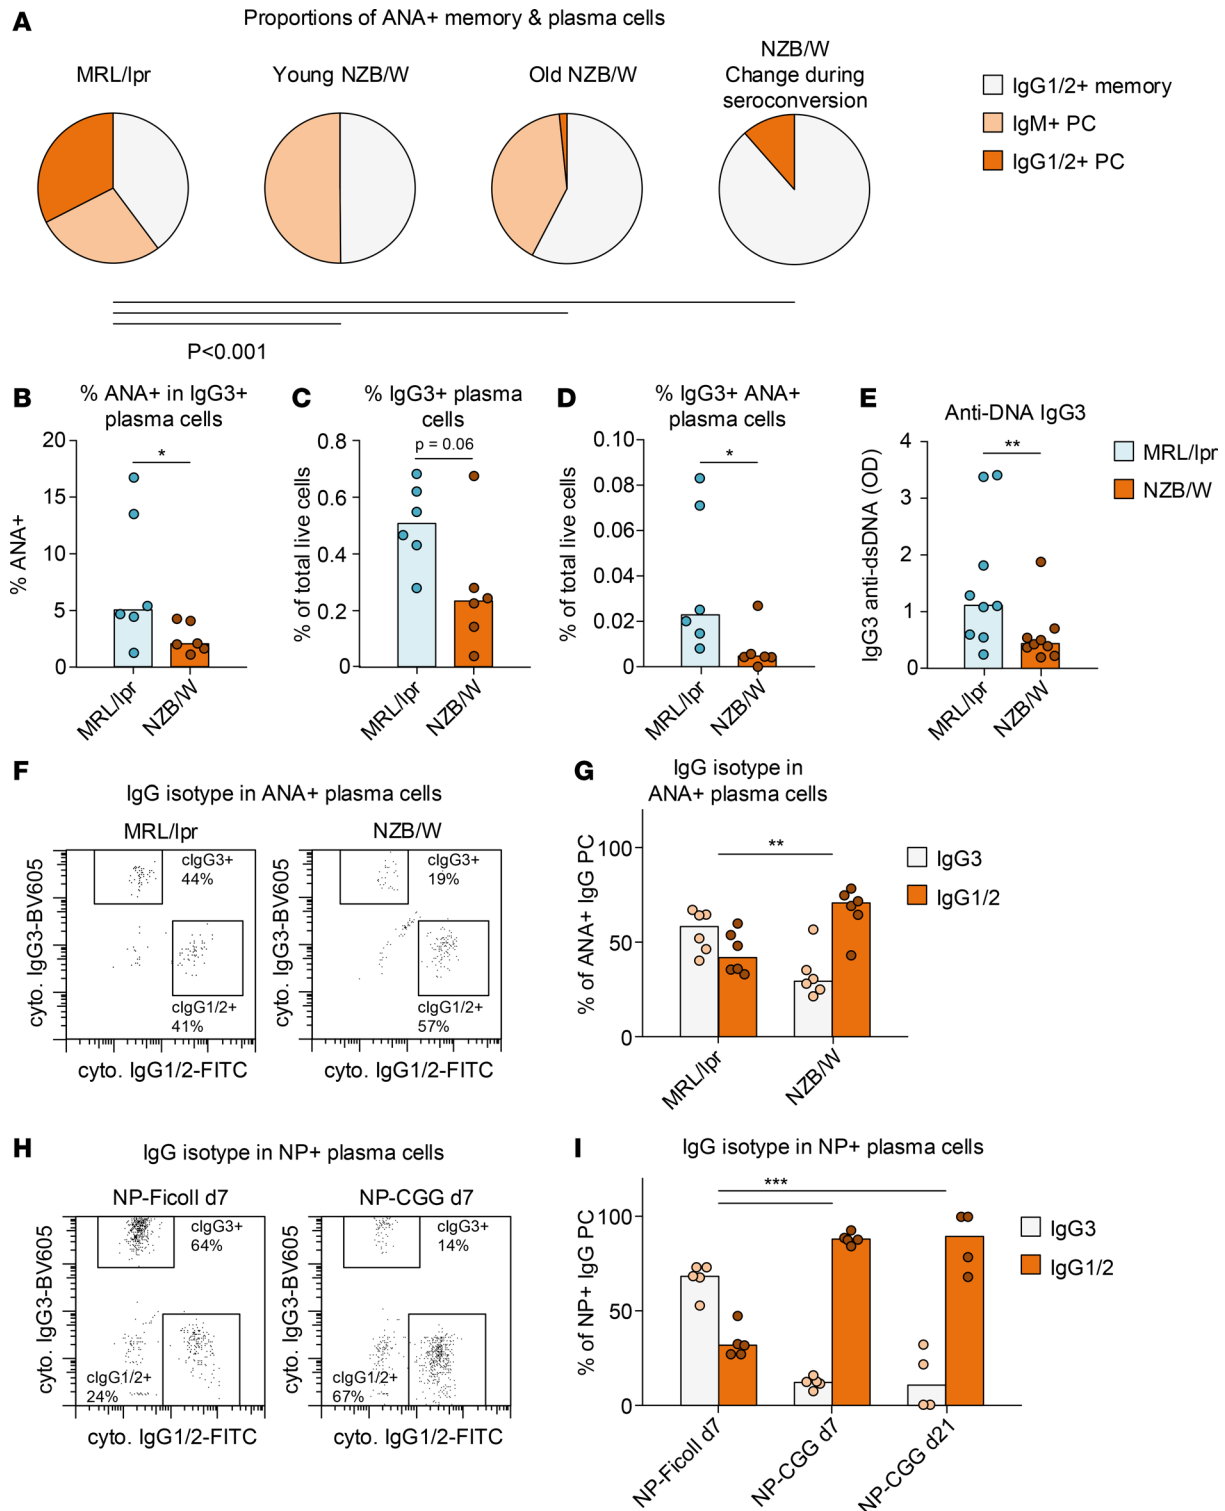 A
Proportions of ANA+ memory & plasma cells
MRL/lpr
Young NZB/W
Old NZB/W
NZB/W
Change during
seroconversion
IgG1/2+ memory
IgM+ PC
IgG1/2+ PC
P<0.001
B
% ANA+ in IgG3+
plasma cells
% ANA+
20
15
10
5
0
*
MRL/lpr
NZB/W
C
% IgG3+ plasma
cells
% of total live cells
0.8
0.6
0.4
0.2
0
p = 0.06
MRL/lpr
NZB/W
D
% IgG3+ ANA+
plasma cells
% of total live cells
0.10
0.08
0.06
0.04
0.02
0
*
MRL/lpr
NZB/W
E
Anti-DNA IgG3
IgG3 anti-dsDNA (OD)
4
3
2
1
0
**
MRL/lpr
NZB/W
MRL/lpr
NZB/W
F
IgG isotype in ANA+ plasma cells
MRL/lpr
cyto. IgG3-BV605
cIgG3+
44%
cIgG1/2+
41%
cyto. IgG1/2-FITC
NZB/W
cyto. IgG3-BV605
cIgG3+
19%
cIgG1/2+
57%
cyto. IgG1/2-FITC
G
IgG isotype in
ANA+ plasma cells
% of ANA+ IgG PC
100
50
0
**
MRL/lpr
NZB/W
IgG3
IgG1/2
H
IgG isotype in NP+ plasma cells
NP-Ficoll d7
cyto. IgG3-BV605
cIgG3+
64%
cIgG1/2+
24%
cyto. IgG1/2-FITC
NP-CGG d7
cyto. IgG3-BV605
cIgG3+
14%
cIgG1/2+
67%
cyto. IgG1/2-FITC
I
IgG isotype in NP+ plasma cells
% of NP+ IgG PC
100
50
0
***
NP-Ficoll d7
NP-CGG d7
NP-CGG d21
IgG3
IgG1/2